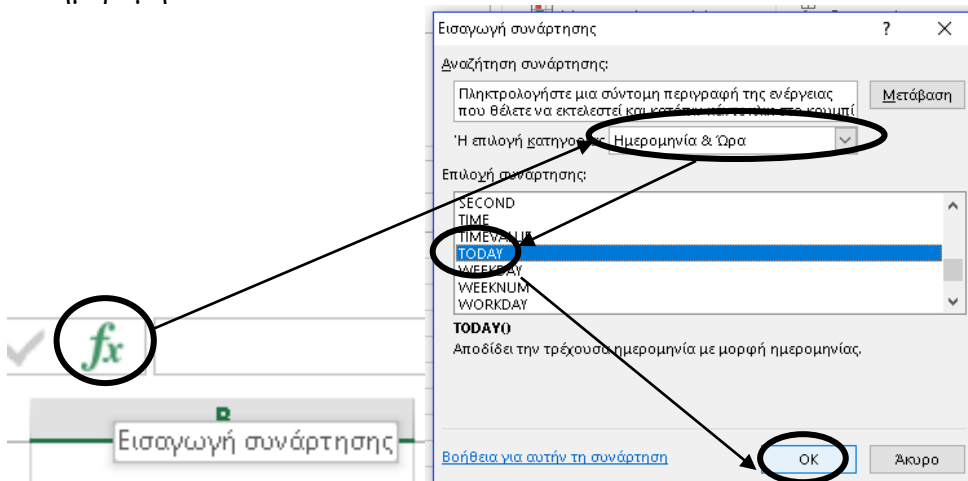 Εισαγωγή συνάρτησης ?
Αναζήτηση συνάρτησης:
Πληκτρολογήστε μια σύντομη περιγραφή της ενέργειας
που θέλετε να εκτελεστεί και
Μετάβαση
Ή επιλογή κατηγορίας Ημερομηνία & Ώρα
Επιλογή συνάρτησης:
SECOND
TIME
TIMEVALUE
TODAY
WEEKDAY
WEEKNUM
WORKDAY
TODAY()
Αποδίδει την τρέχουσα ημερομηνία με μορφή ημερομηνίας.
Βοήθεια για αυτήν τη συνάρτηση
OK
Άκυρο
fx
B
Εισαγωγή συνάρτησης